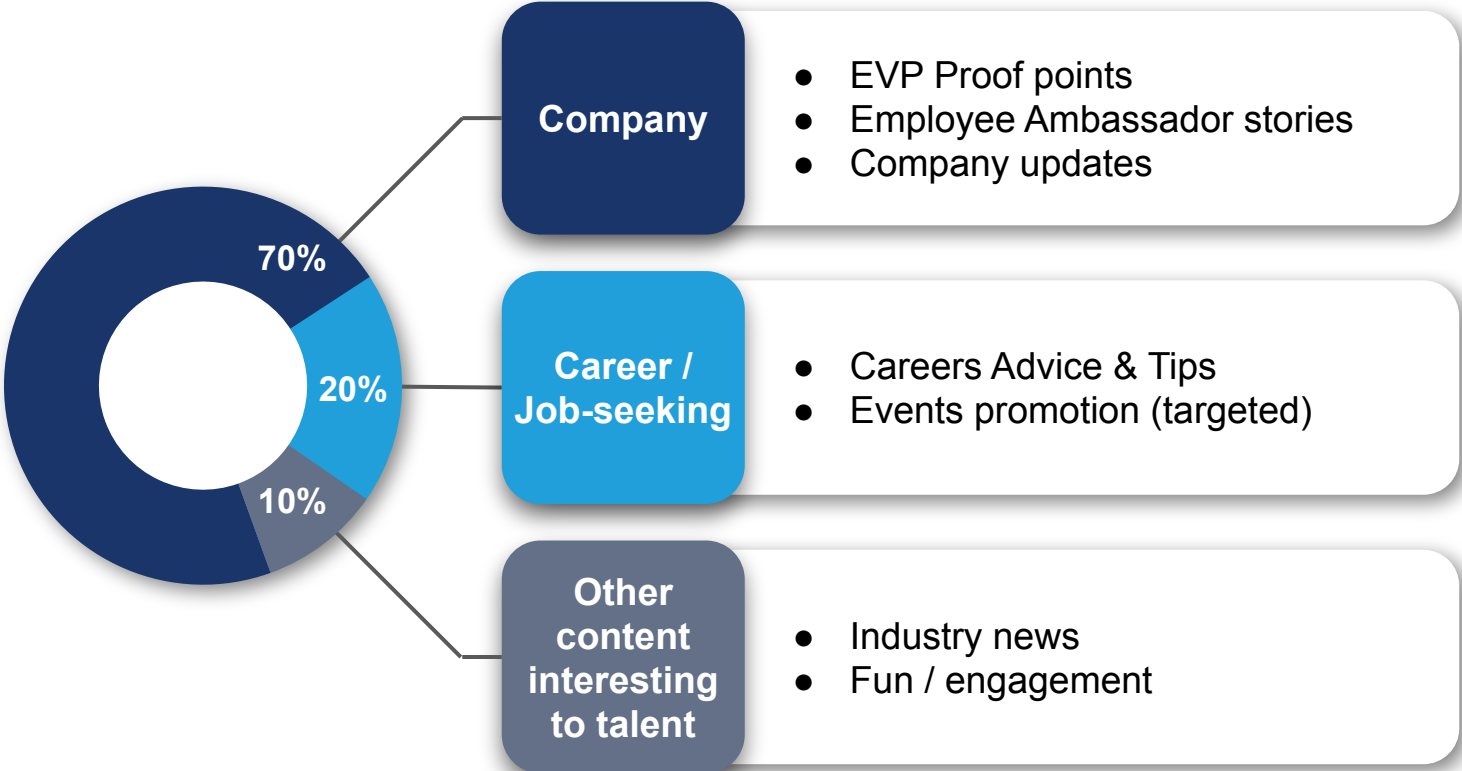 70%
20%
10%
Company
● EVP Proof points
● Employee Ambassador stories
● Company updates
Career /
Job-seeking
● Careers Advice & Tips
● Events promotion (targeted)
Other
content
interesting
to talent
● Industry news
● Fun / engagement